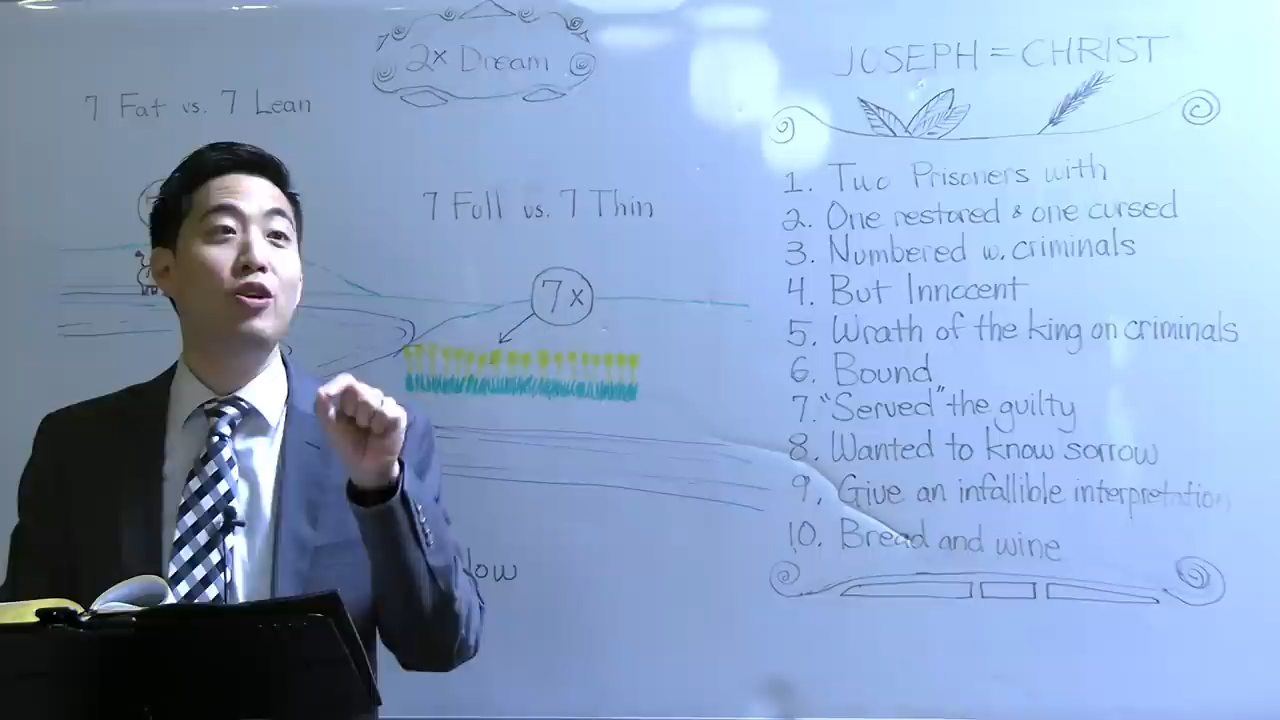 2x Dream
7 Fat vs. 7 Lean
7 Full vs. 7 Thin
7x
JOSEPH = CHRIST
1. Two Prisoners with
2. One restored & one cursed
3. Numbered w. criminals
4. But Innocent
5. Wrath of the king on criminals
6. Bound
7. "Served" the guilty
8. Wanted to know sorrow
9. Give an infallible interpretation
10. Bread and wine